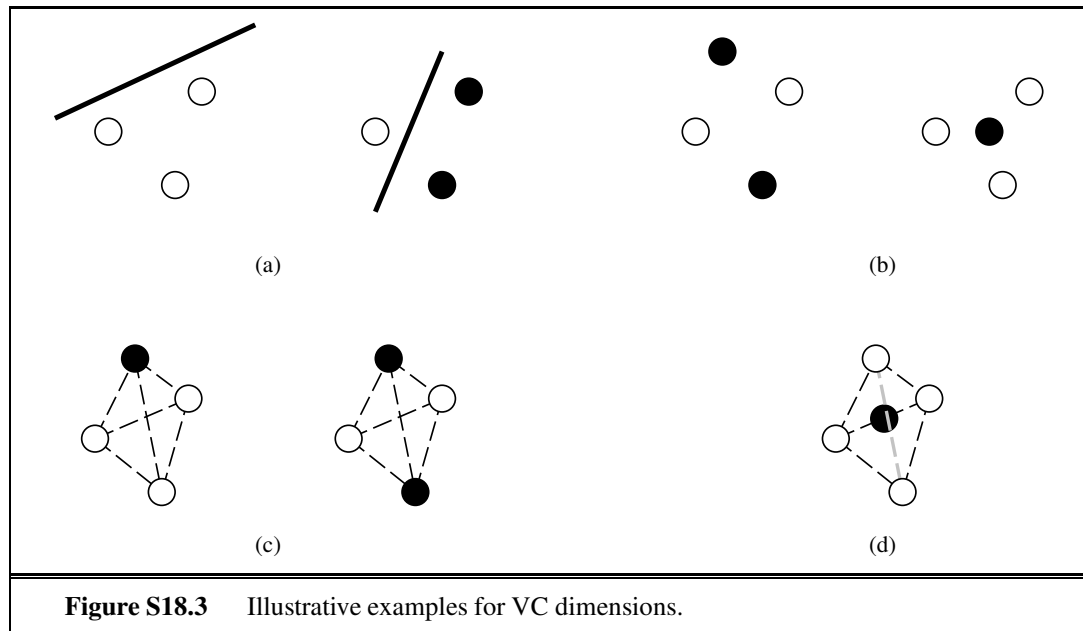 (a)
(b)
(c)
(d)
Figure S18.3 Illustrative examples for VC dimensions.